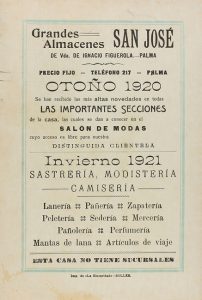 Grandes
Almacenes SAN JOSÉ
DE Vda. DE IGNACIO FIGUEROLA.—PALMA
PRECIO FIJO — TELÉFONO 217 — PALMA
OTOÑO 1920
Se han recibido las más altas novedades en todas
LAS IMPORTANTES SECCIONES
de la casa, las cuales se dan a conocer en el
SALON DE MODAS
cuyo acceso es libre para nuestra
DISTINGUIDA CLIENTELA
Invierno 1921
SASTRERIA, MODISTERÍA
CAMISERIA
Lanería Pañería Zapatería
Peletería Sedería Mercería
Pañolería Perfumería
Mantas de lana Artículos de viaje
ESTA CASA NO TIENE SUCURSALES